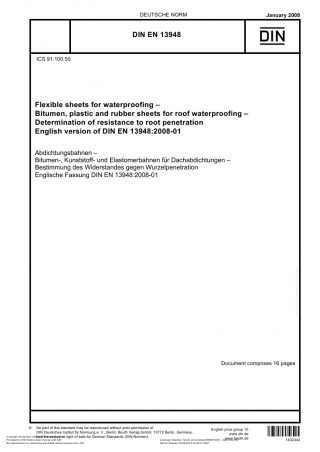 DEUTSCHE NORM
January 2008
DIN EN 13948
DIN
ICS 91.100.50
Flexible sheets for waterproofing –
Bitumen, plastic and rubber sheets for roof waterproofing –
Determination of resistance to root penetration
English version of DIN EN 13948:2008-01
Abdichtungsbahnen –
Bitumen-, Kunststoff- und Elastomerbahnen für Dachabdichtungen –
Bestimmung des Widerstandes gegen Wurzelpenetration
Englische Fassung DIN EN 13948:2008-01
Document comprises 16 pages
© No part of this standard may be reproduced without prior permission of
DIN Deutsches Institut für Normung e. V., Berlin. Beuth Verlag GmbH, 10772 Berlin, Germany,
right of sale for German Standards (DIN-Normen).
English price group 10
www.din.de
www.beuth.de